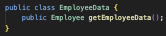 public class EmployeeData {
    public Employee getEmployeeData();
}